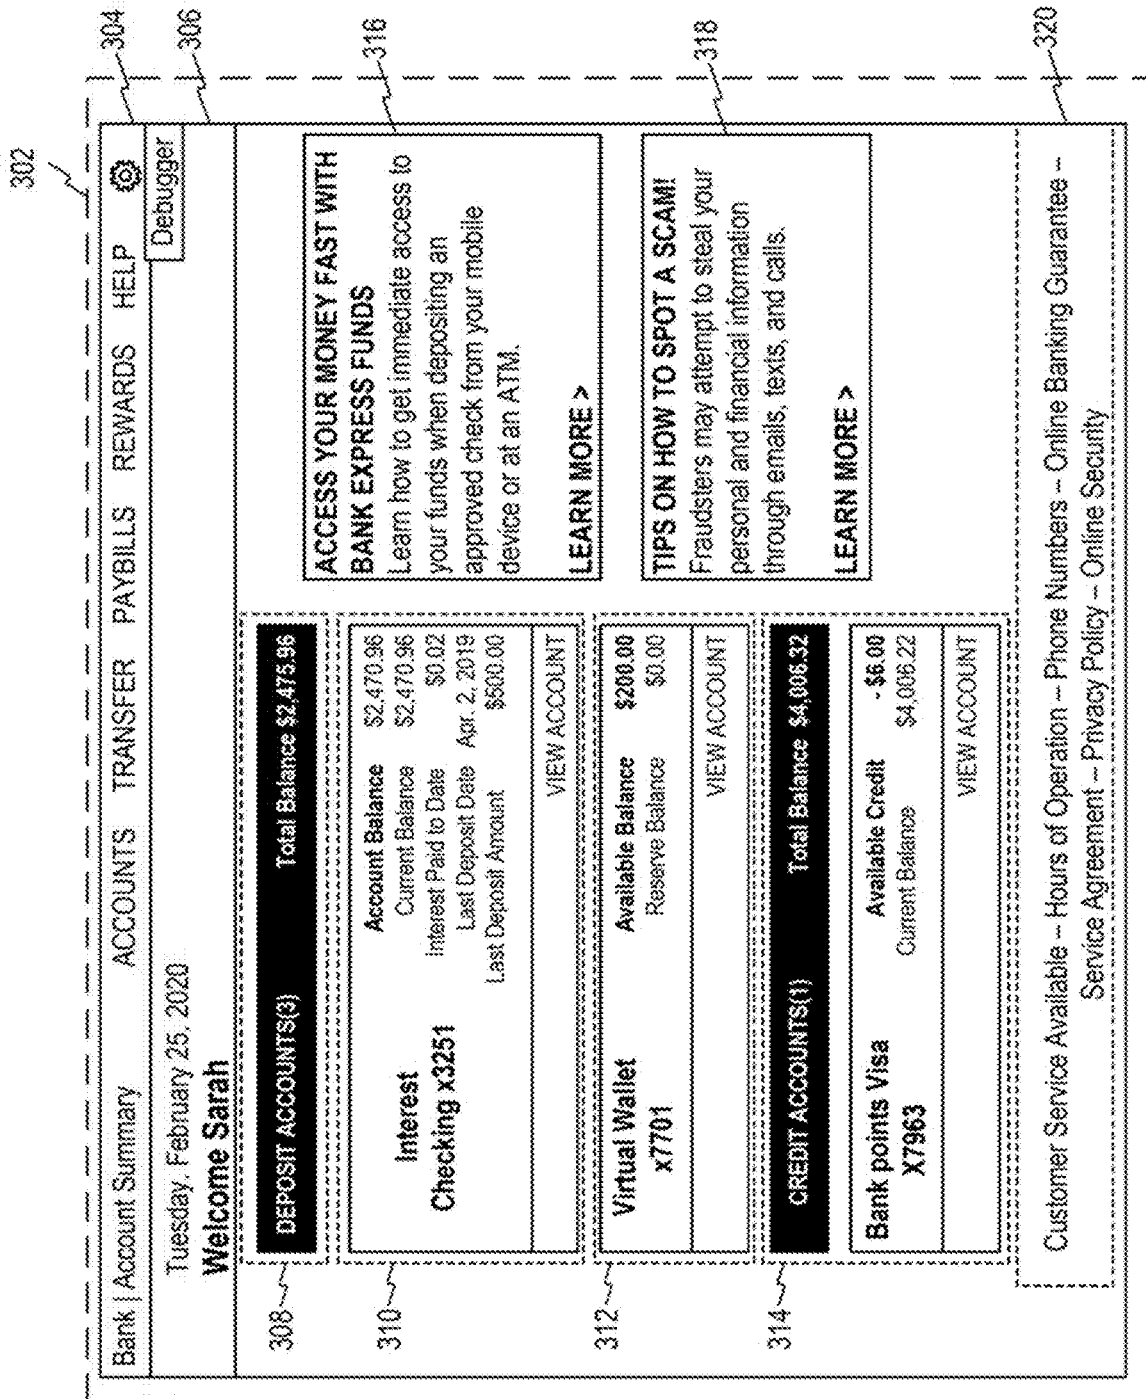 302
304
Bank | Account Summary ACCOUNTS TRANSFER PAYBILLS REWARDS HELP
Debugger
306
Tuesday, February 25, 2020
Welcome Sarah
308
DEPOSIT ACCOUNTS(3) Total Balance $2,475.96
310
Interest
Checking x3251
Account Balance $2,470.96
Current Balance $2,470.96
Interest Paid to Date $0.02
Last Deposit Date Apr. 2, 2019
Last Deposit Amount $500.00
VIEW ACCOUNT
312
Virtual Wallet
x7701
Available Balance $200.00
Reserve Balance $0.00
VIEW ACCOUNT
314
CREDIT ACCOUNTS(1) Total Balance $4,006.32
Bank points Visa
X7963
Available Credit - $6.00
Current Balance $4,006.22
VIEW ACCOUNT
316
ACCESS YOUR MONEY FAST WITH
BANK EXPRESS FUNDS
Learn how to get immediate access to
your funds when depositing an
approved check from your mobile
device or at an ATM.
LEARN MORE >
318
TIPS ON HOW TO SPOT A SCAM!
Fraudsters may attempt to steal your
personal and financial information
through emails, texts, and calls.
LEARN MORE >
320
Customer Service Available – Hours of Operation – Phone Numbers – Online Banking Guarantee –
Service Agreement – Privacy Policy – Online Security